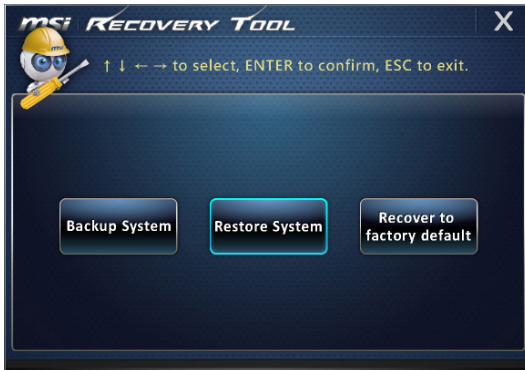 msi RECOVERY TOOL X
↑ ↓ ← → to select, ENTER to confirm, ESC to exit.
Backup System
Restore System
Recover to
factory default